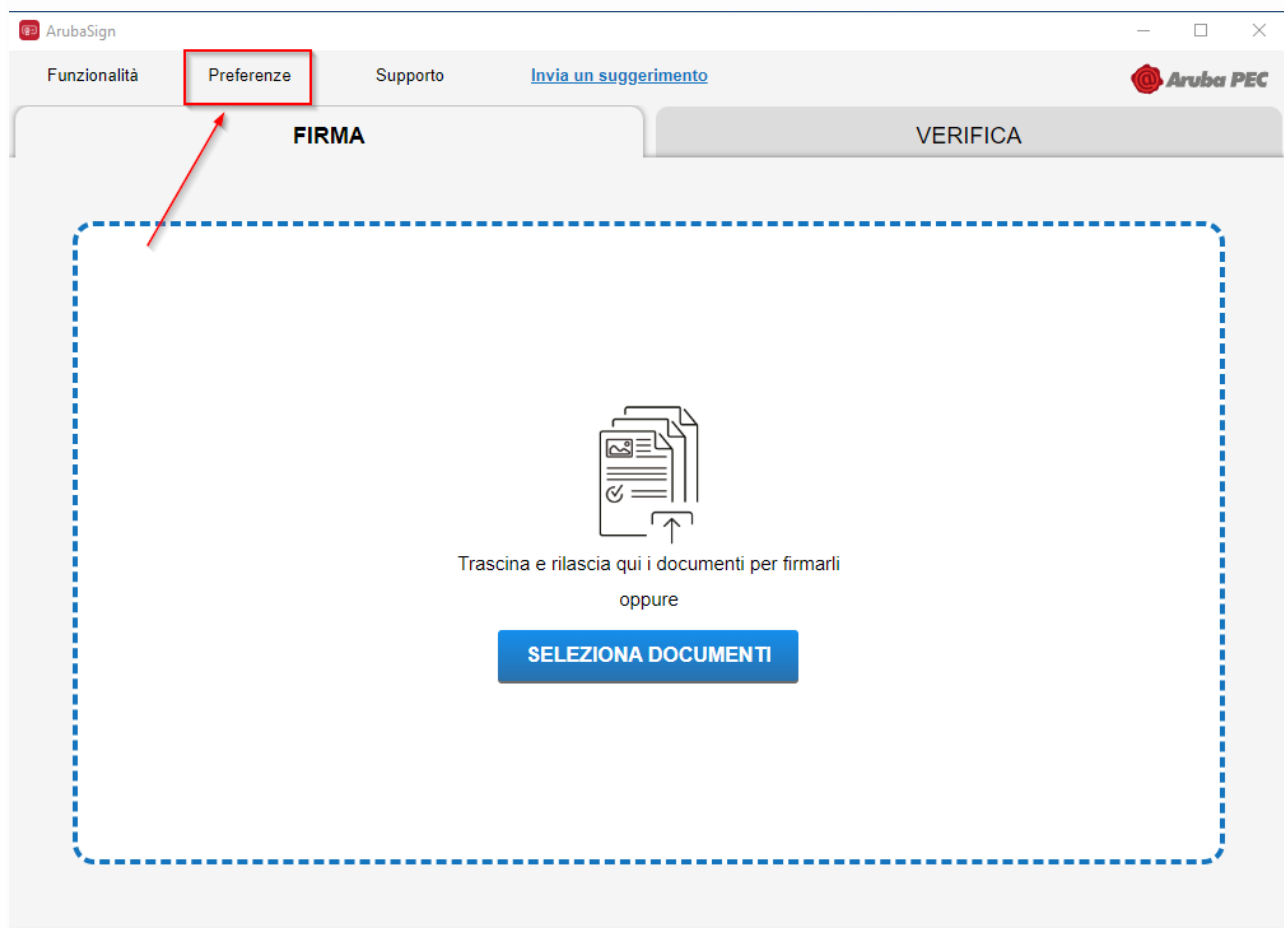 ArubaSign
Funzionalità Preferenze Supporto Invia un suggerimento Aruba PEC
FIRMA VERIFICA
Trascina e rilascia qui i documenti per firmarli
oppure
SELEZIONA DOCUMENTI